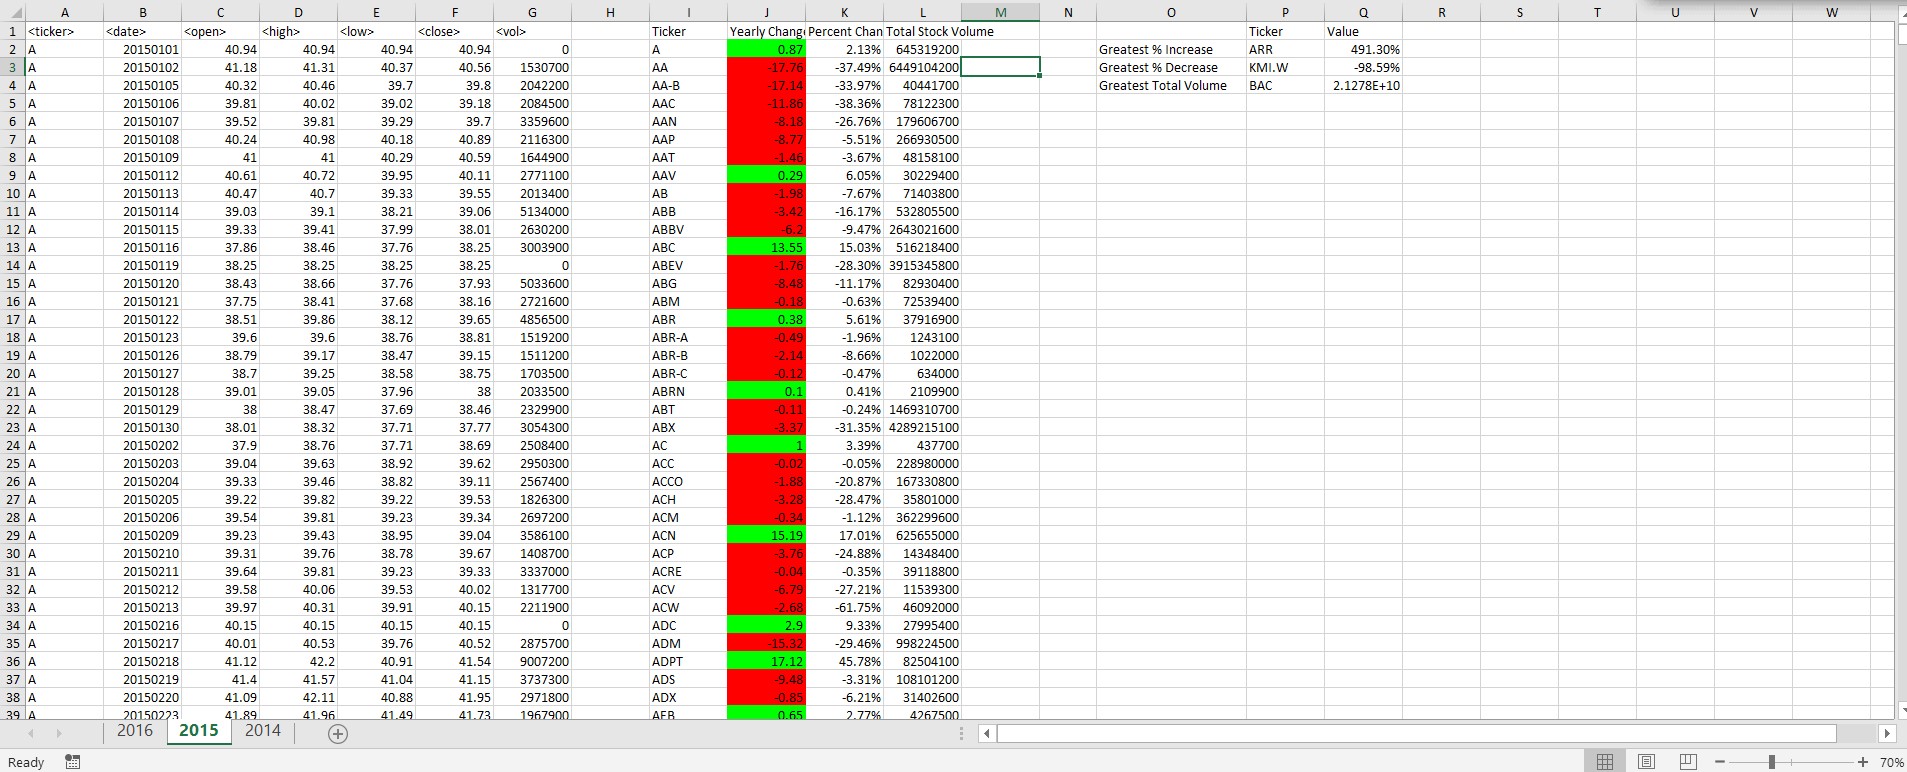 A B C D E F G H I J K L M N O P Q R S T U V W
1 <ticker> <date> <open> <high> <low> <close> <vol> Ticker Yearly Chang Percent Chan Total Stock Volume Ticker Value
2 A 20150101 40.94 40.94 40.94 40.94 0 A 0.87 2.13% 645319200 Greatest % Increase ARR 491.30%
3 A 20150102 41.18 41.31 40.37 40.56 1530700 AA -17.76 -37.49% 6449104200 Greatest % Decrease KMI.W -98.59%
4 A 20150105 40.32 40.46 39.7 39.8 2042200 AA-B -17.14 -33.97% 40441700 Greatest Total Volume BAC 2.1278E+10
5 A 20150106 39.81 40.02 39.02 39.18 2084500 AAC -11.86 -38.36% 78122300
6 A 20150107 39.52 39.81 39.29 39.7 3359600 AAN -8.18 -26.76% 179606700
7 A 20150108 40.24 40.98 40.18 40.89 2116300 AAP -8.77 -5.51% 266930500
8 A 20150109 41 41 40.29 40.59 1644900 AAT -1.46 -3.67% 48158100
9 A 20150112 40.61 40.72 39.95 40.11 2771100 AAV 0.29 6.05% 30229400
10 A 20150113 40.47 40.7 39.33 39.55 2013400 AB -1.98 -7.67% 71403800
11 A 20150114 39.03 39.1 38.21 39.06 5134000 ABB -3.42 -16.17% 532805500
12 A 20150115 39.33 39.41 37.99 38.01 2630200 ABBV -6.2 -9.47% 2643021600
13 A 20150116 37.86 38.46 37.76 38.25 3003900 ABC 13.55 15.03% 516218400
14 A 20150119 38.25 38.25 38.25 38.25 0 ABEV -1.76 -28.30% 3915345800
15 A 20150120 38.43 38.66 37.76 37.93 5033600 ABG -8.48 -11.17% 82930400
16 A 20150121 37.75 38.41 37.68 38.16 2721600 ABM -0.18 -0.63% 72539400
17 A 20150122 38.51 39.86 38.12 39.65 4856500 ABR 0.38 5.61% 37916900
18 A 20150123 39.6 39.6 38.76 38.81 1519200 ABR-A -0.49 -1.96% 1243100
19 A 20150126 38.79 39.17 38.47 39.15 1511200 ABR-B -2.14 -8.66% 1022000
20 A 20150127 38.7 39.25 38.58 38.75 1703500 ABR-C -0.12 -0.47% 634000
21 A 20150128 39.01 39.05 37.96 38 2033500 ABRN 0.1 0.41% 2109900
22 A 20150129 38 38.47 37.69 38.46 2329900 ABT -0.11 -0.24% 1469310700
23 A 20150130 38.01 38.32 37.71 37.77 3054300 ABX -3.37 -31.35% 4289215100
24 A 20150202 37.9 38.76 37.71 38.69 2508400 AC 1 3.39% 437700
25 A 20150203 39.04 39.63 38.92 39.62 2950300 ACC -0.02 -0.05% 228980000
26 A 20150204 39.33 39.46 38.82 39.11 2567400 ACCO -1.88 -20.87% 167330800
27 A 20150205 39.22 39.82 39.22 39.53 1826300 ACH -3.28 -28.47% 35801000
28 A 20150206 39.54 39.81 39.23 39.34 2697200 ACM -0.34 -1.12% 362299600
29 A 20150209 39.23 39.43 38.95 39.04 3586100 ACN 15.19 17.01% 625655000
30 A 20150210 39.31 39.76 38.78 39.67 1408700 ACP -3.76 -24.88% 14348400
31 A 20150211 39.64 39.81 39.23 39.33 3337000 ACRE -0.04 -0.35% 39118800
32 A 20150212 39.58 40.06 39.53 40.02 1317700 ACV -6.79 -27.21% 11539300
33 A 20150213 39.97 40.31 39.91 40.15 2211900 ACW -2.68 -61.75% 46092000
34 A 20150216 40.15 40.15 40.15 40.15 0 ADC 2.9 9.33% 27995400
35 A 20150217 40.01 40.53 39.76 40.52 2875700 ADM -15.32 -29.46% 998224500
36 A 20150218 41.12 42.2 40.91 41.54 9007200 ADPT 17.12 45.78% 82504100
37 A 20150219 41.4 41.57 41.04 41.15 3737300 ADS -9.48 -3.31% 108101200
38 A 20150220 41.09 42.11 40.88 41.95 2971800 ADX -0.85 -6.21% 31402600
39 A 20150223 41.89 41.96 41.49 41.73 1967900 AEB 0.65 2.77% 4267500
2016 2015 2014
Ready 70%